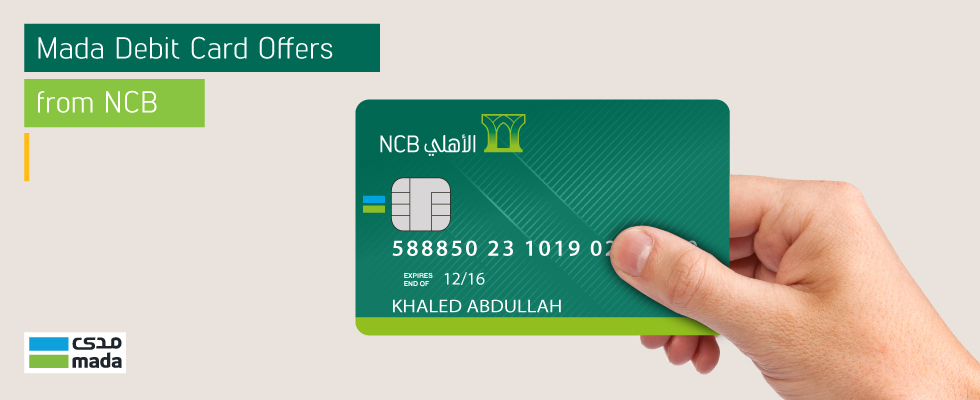 Mada Debit Card Offers
from NCB
NCB الأهلي
588850 23 1019 02
EXPIRES
END OF 12/16
KHALED ABDULLAH
مدى
mada